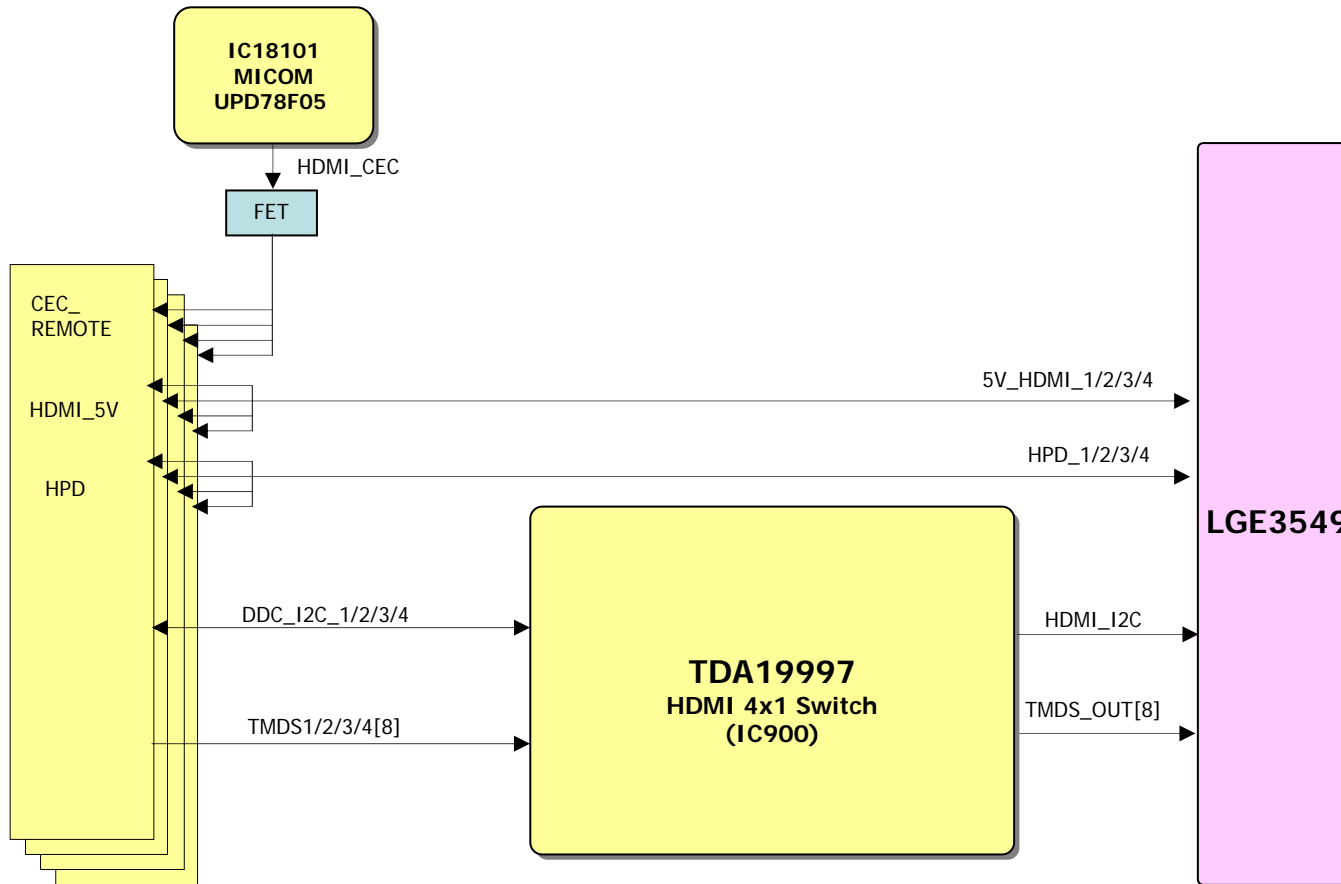 IC18101
MICOM
UPD78F05
HDMI_CEC
FET
CEC_
REMOTE
5V_HDMI_1/2/3/4
HDMI_5V
HPD_1/2/3/4
HPD
LGE3549
DDC_I2C_1/2/3/4
HDMI_I2C
TDA19997
HDMI 4x1 Switch
(IC900)
TMDS1/2/3/4[8]
TMDS_OUT[8]